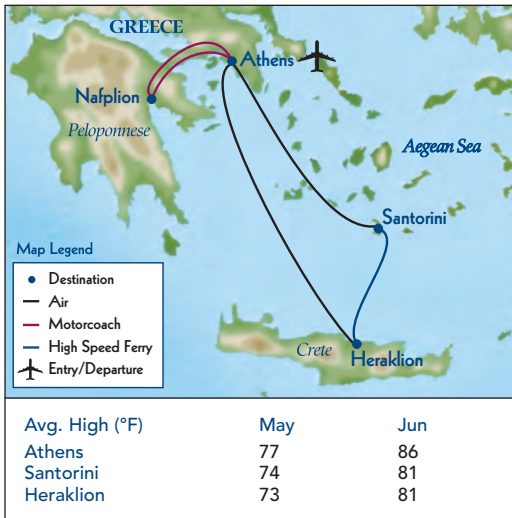 GREECE
Athens
Nafplion
Peloponnese
Aegean Sea
Santorini
Map Legend
Destination
Air
Motorcoach
High Speed Ferry
Entry/Departure
Crete
Heraklion
Avg. High (°F) May Jun
Athens 77 86
Santorini 74 81
Heraklion 73 81